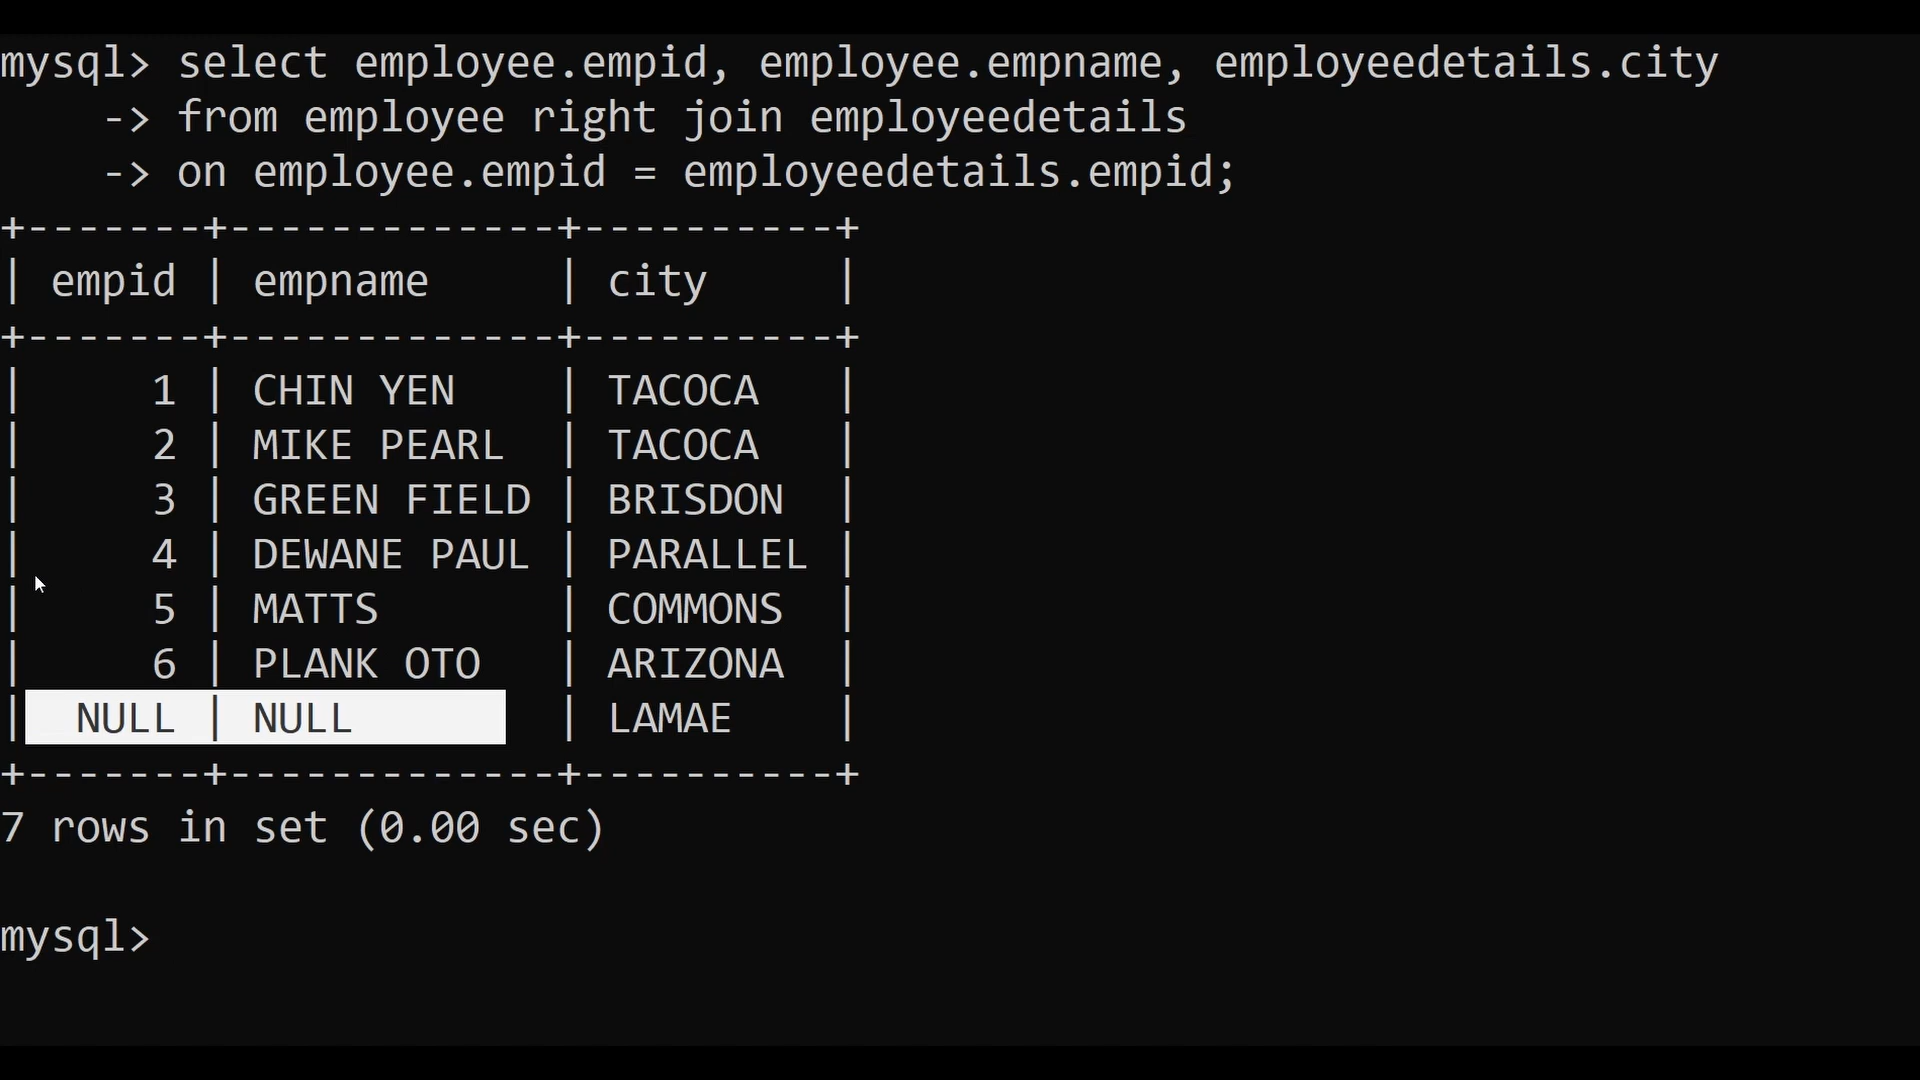 mysql> select employee.empid, employee.empname, employeedetails.city
    -> from employee right join employeedetails
    -> on employee.empid = employeedetails.empid;
+-------+-------------+----------+
| empid | empname     | city     |
+-------+-------------+----------+
|     1 | CHIN YEN    | TACOCA   |
|     2 | MIKE PEARL  | TACOCA   |
|     3 | GREEN FIELD | BRISDON  |
|     4 | DEWANE PAUL | PARALLEL |
|     5 | MATTS       | COMMONS  |
|     6 | PLANK OTO   | ARIZONA  |
|  NULL | NULL        | LAMAE    |
+-------+-------------+----------+
7 rows in set (0.00 sec)
mysql>